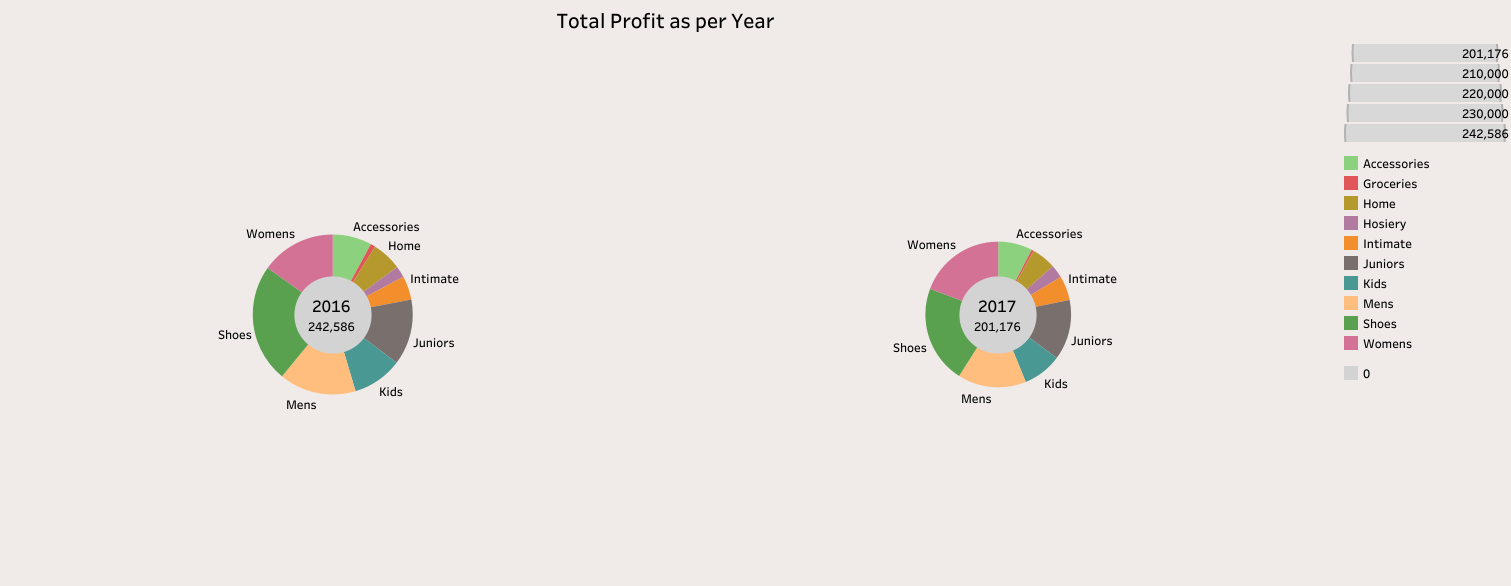 Total Profit as per Year
Womens
Accessories
Home
Intimate
2016
242,586
Shoes
Juniors
Kids
Mens
Womens
Accessories
Intimate
2017
201,176
Shoes
Juniors
Kids
Mens
201,176
210,000
220,000
230,000
242,586
Accessories
Groceries
Home
Hosiery
Intimate
Juniors
Kids
Mens
Shoes
Womens
0